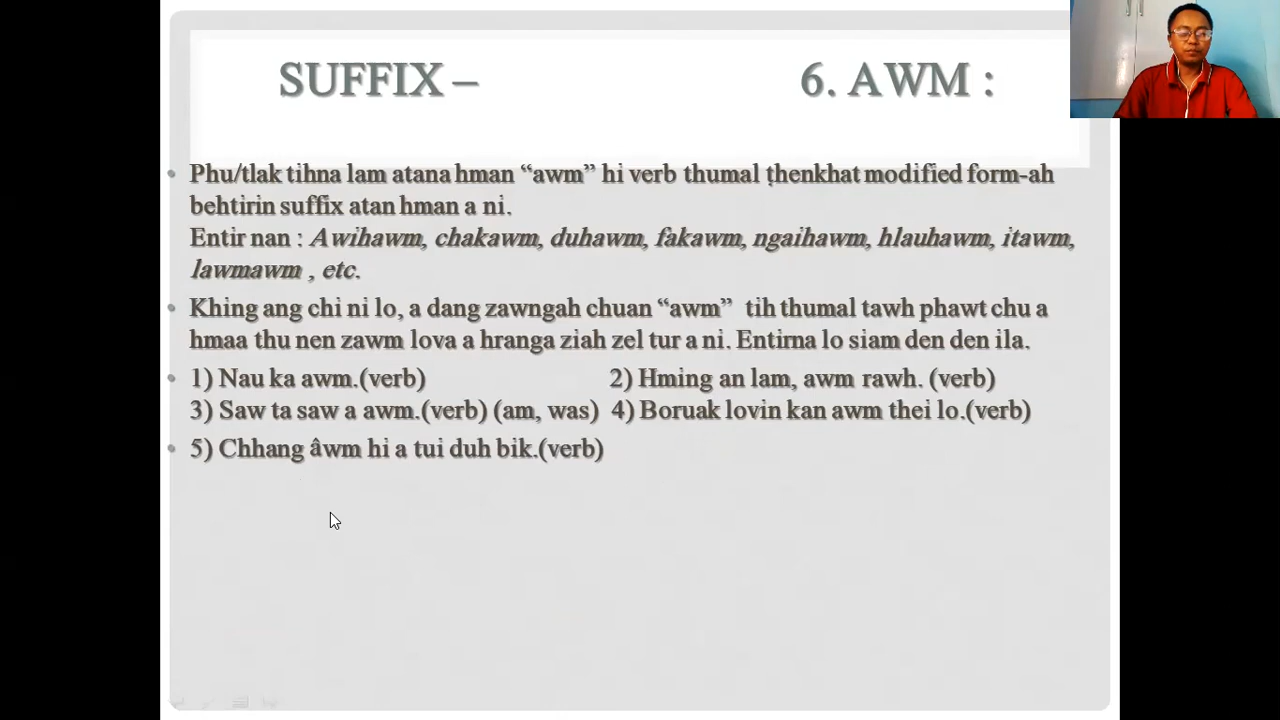 SUFFIX – 6. AWM :
Phu/tlak tihna lam atana hman “awm” hi verb thumal ṭhenkhat modified form-ah
behtirin suffix atan hman a ni.
Entir nan : Awihawm, chakawm, duhawm, fakawm, ngaihawm, hlauhawm, itawm,
lawmawm , etc.
Khing ang chi ni lo, a dang zawngah chuan “awm” tih thumal tawh phawt chu a
hmaa thu nen zawm lova a hranga ziah zel tur a ni. Entirna lo siam den den ila.
1) Nau ka awm.(verb) 2) Hming an lam, awm rawh. (verb)
3) Saw ta saw a awm.(verb) (am, was) 4) Boruak lovin kan awm thei lo.(verb)
5) Chhang âwm hi a tui duh bik.(verb)